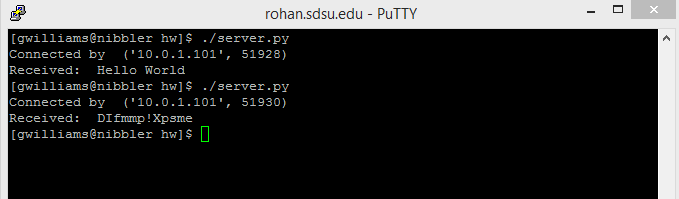 rohan.sdsu.edu - PuTTY
[gwilliams@nibbler hw]$ ./server.py
Connected by  ('10.0.1.101', 51928)
Received:  Hello World
[gwilliams@nibbler hw]$ ./server.py
Connected by  ('10.0.1.101', 51930)
Received:  DIfmmp!Xpsme
[gwilliams@nibbler hw]$